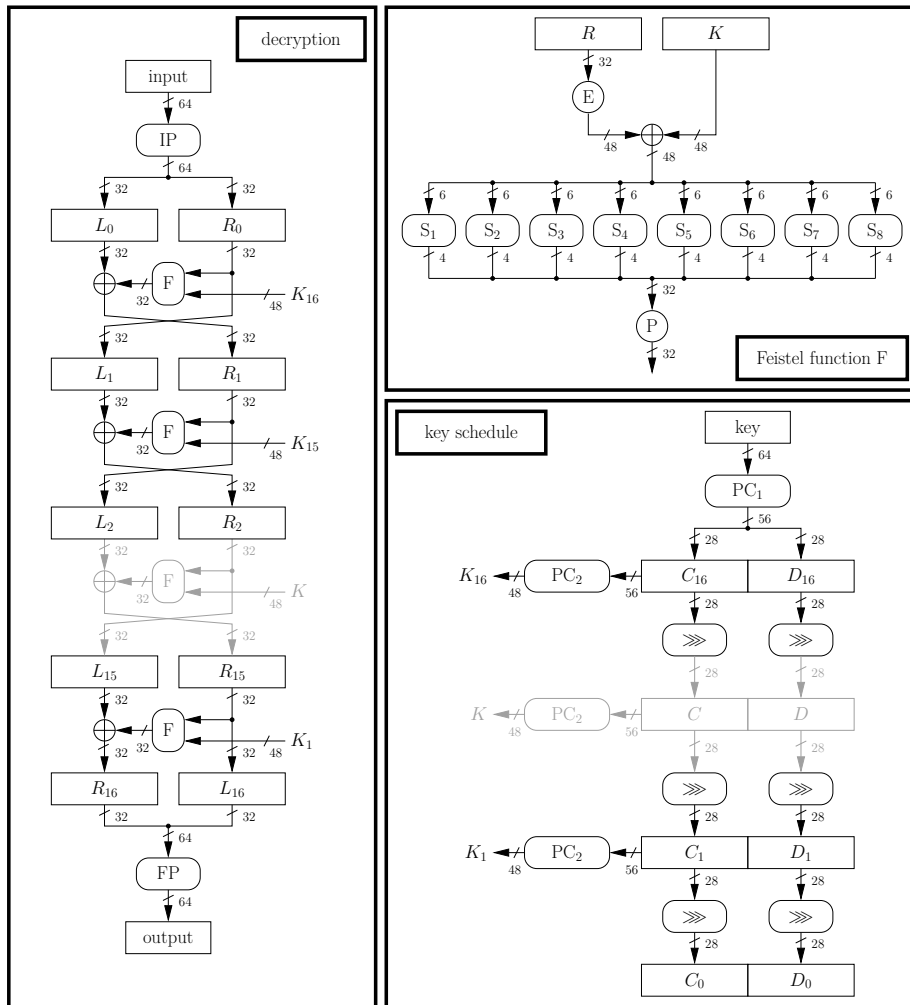 decryption
input
64
IP
64
32 32
L0 R0
32 32
F
32 48 K16
32 32
L1 R1
32 32
F
32 48 K15
32 32
L2 R2
32 32
F
32 48 K
32 32
L15 R15
32 32
F
32 48 K1
32 32
R16 L16
32 32
64
FP
64
output
R K
32
E
48 48
48
6 6 6 6 6 6 6 6
S1 S2 S3 S4 S5 S6 S7 S8
4 4 4 4 4 4 4 4
32
P
32
Feistel function F
key schedule
key
64
PC1
56
28 28
K16 48 PC2 56 C16 D16
28 28
⋙ ⋙
28 28
K 48 PC2 56 C D
28 28
⋙ ⋙
28 28
K1 48 PC2 56 C1 D1
28 28
⋙ ⋙
28 28
C0 D0